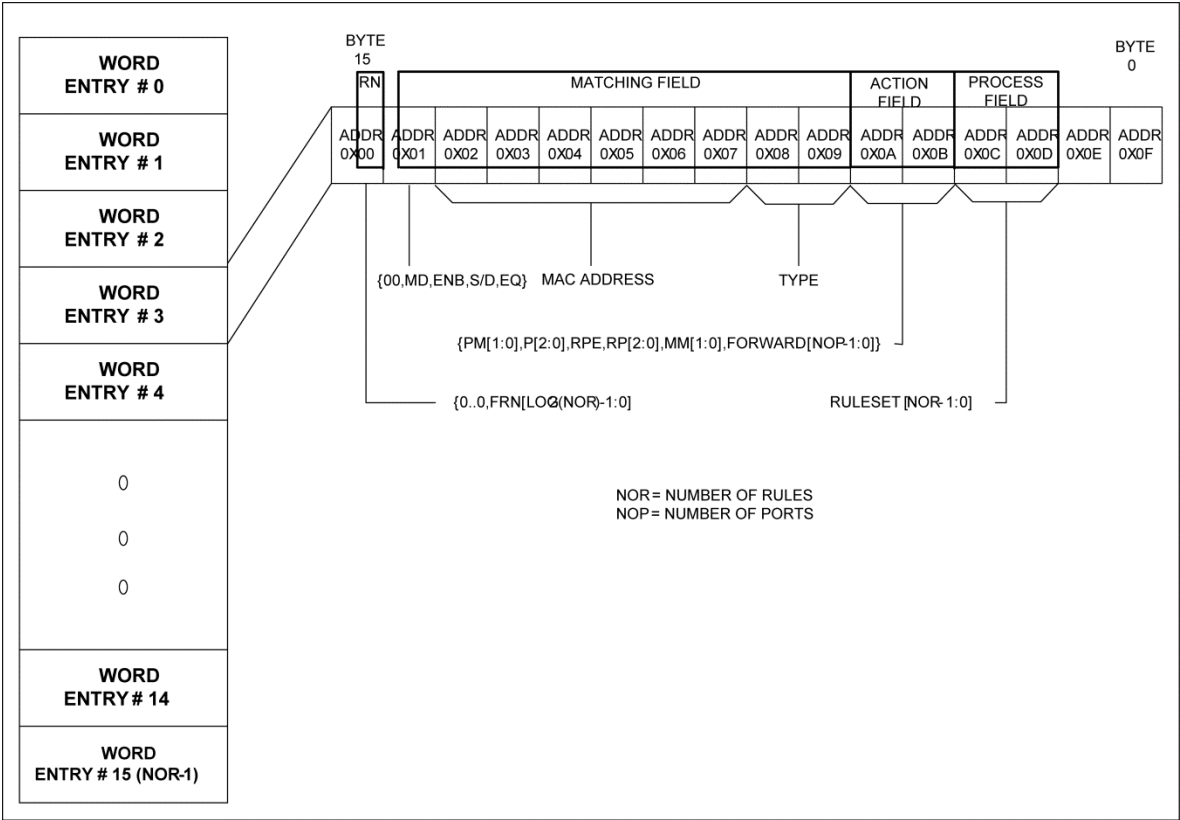 WORD
ENTRY # 0
WORD
ENTRY # 1
WORD
ENTRY # 2
WORD
ENTRY # 3
WORD
ENTRY # 4
0
0
0
WORD
ENTRY # 14
WORD
ENTRY # 15 (NOR-1)
BYTE
15
BYTE
0
RN
MATCHING FIELD
ACTION
FIELD
PROCESS
FIELD
ADDR ADDR ADDR ADDR ADDR ADDR ADDR ADDR ADDR ADDR ADDR ADDR ADDR ADDR ADDR ADDR
0X00 0X01 0X02 0X03 0X04 0X05 0X06 0X07 0X08 0X09 0X0A 0X0B 0X0C 0X0D 0X0E 0X0F
{00,MD,ENB,S/D,EQ} MAC ADDRESS TYPE
{PM[1:0],P[2:0],RPE,RP[2:0],MM[1:0],FORWARD[NOP-1:0]}
{0..0,FRN[LOG2(NOR)-1:0] RULESET [NOR-1:0]
NOR = NUMBER OF RULES
NOP = NUMBER OF PORTS